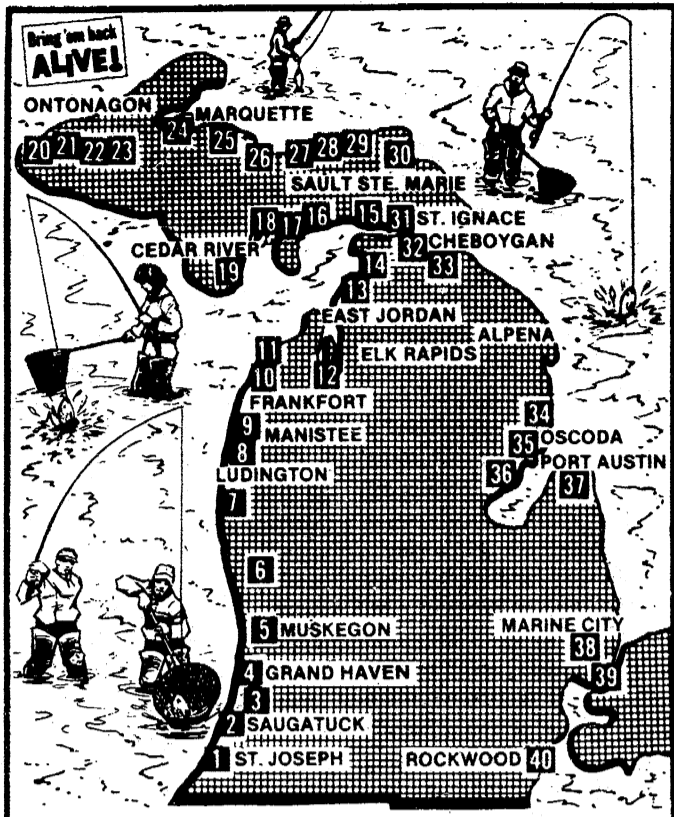 Bring 'em back
ALIVE!
ONTONAGON
MARQUETTE
24
20 21 22 23
25
26 27 28 29 30
SAULT STE. MARIE
18 17 16 15 31 ST. IGNACE
CEDAR RIVER
32 CHEBOYGAN
19
14 33
13
EAST JORDAN
ALPENA
11
ELK RAPIDS
10 12
FRANKFORT
34
9 MANISTEE
35 OSCODA
8
PORT AUSTIN
LUDINGTON
36 37
7
6
5 MUSKEGON
MARINE CITY
38
4 GRAND HAVEN
39
3
2 SAUGATUCK
1 ST. JOSEPH
ROCKWOOD 40